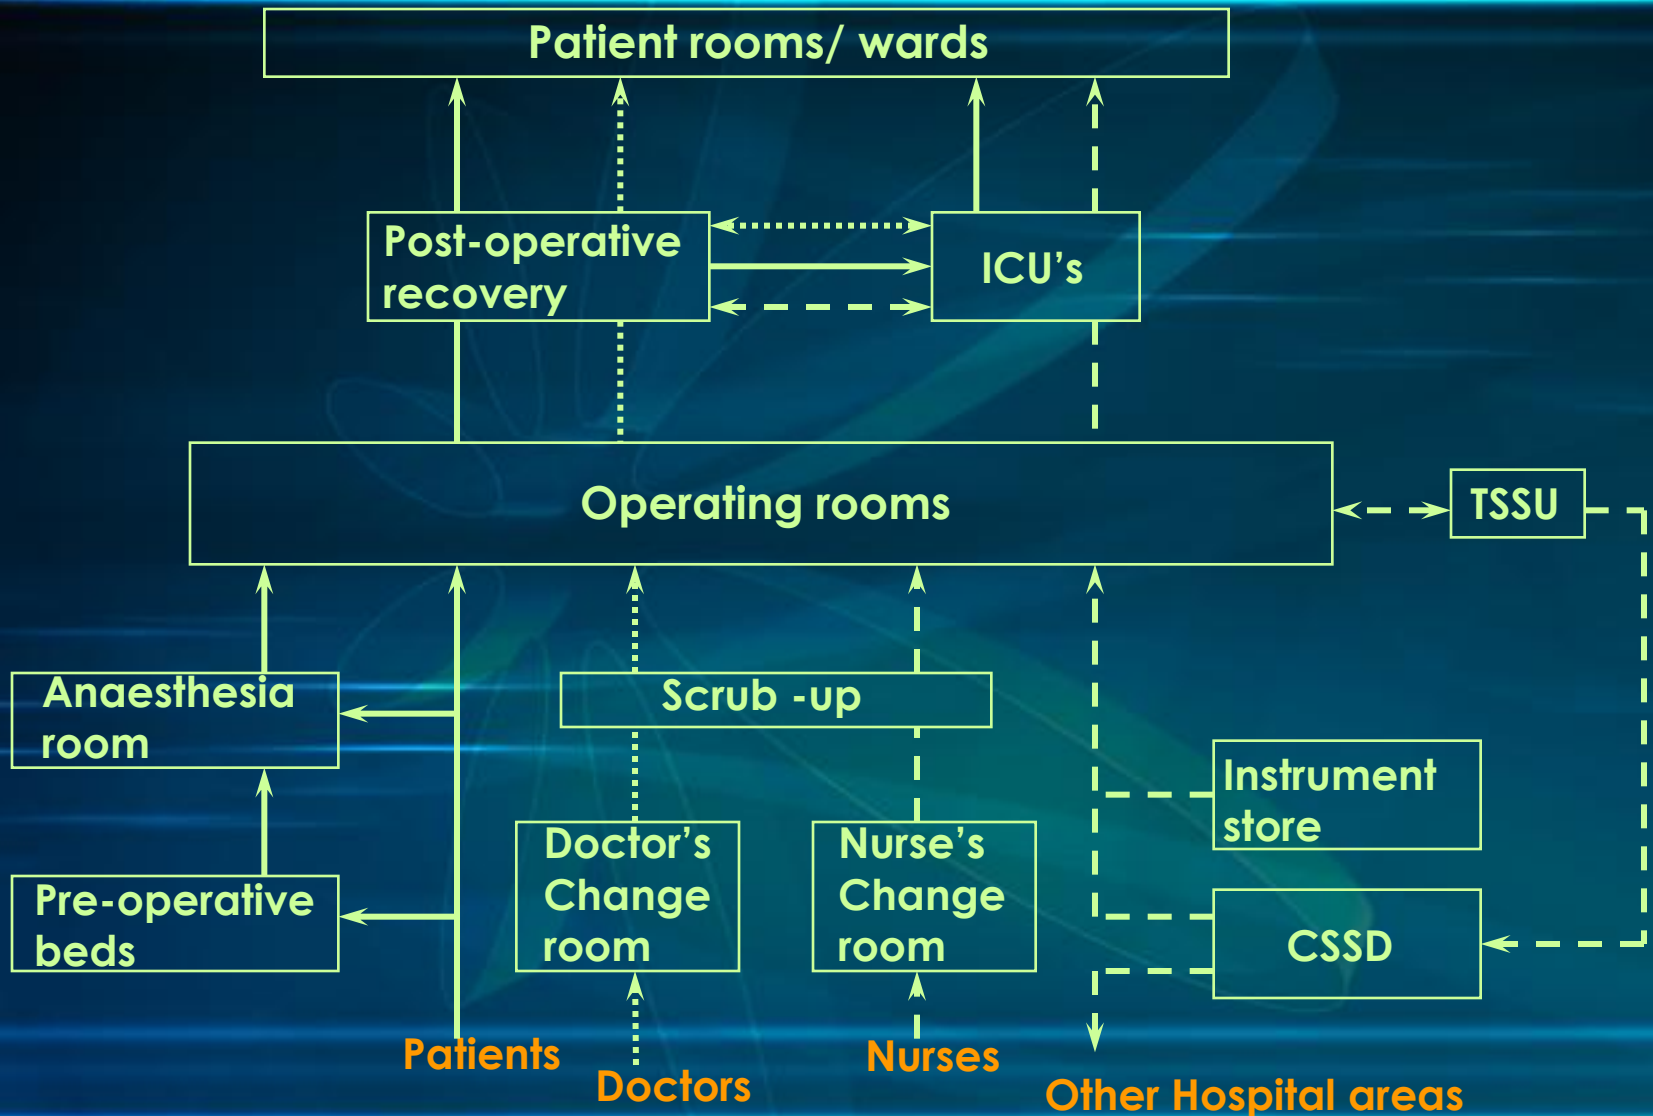 Patient rooms/ wards
Post-operative
recovery
ICU's
Operating rooms
TSSU
Anaesthesia
room
Scrub -up
Instrument
store
Doctor's
Change
room
Nurse's
Change
room
Pre-operative
beds
CSSD
Patients
Doctors
Nurses
Other Hospital areas